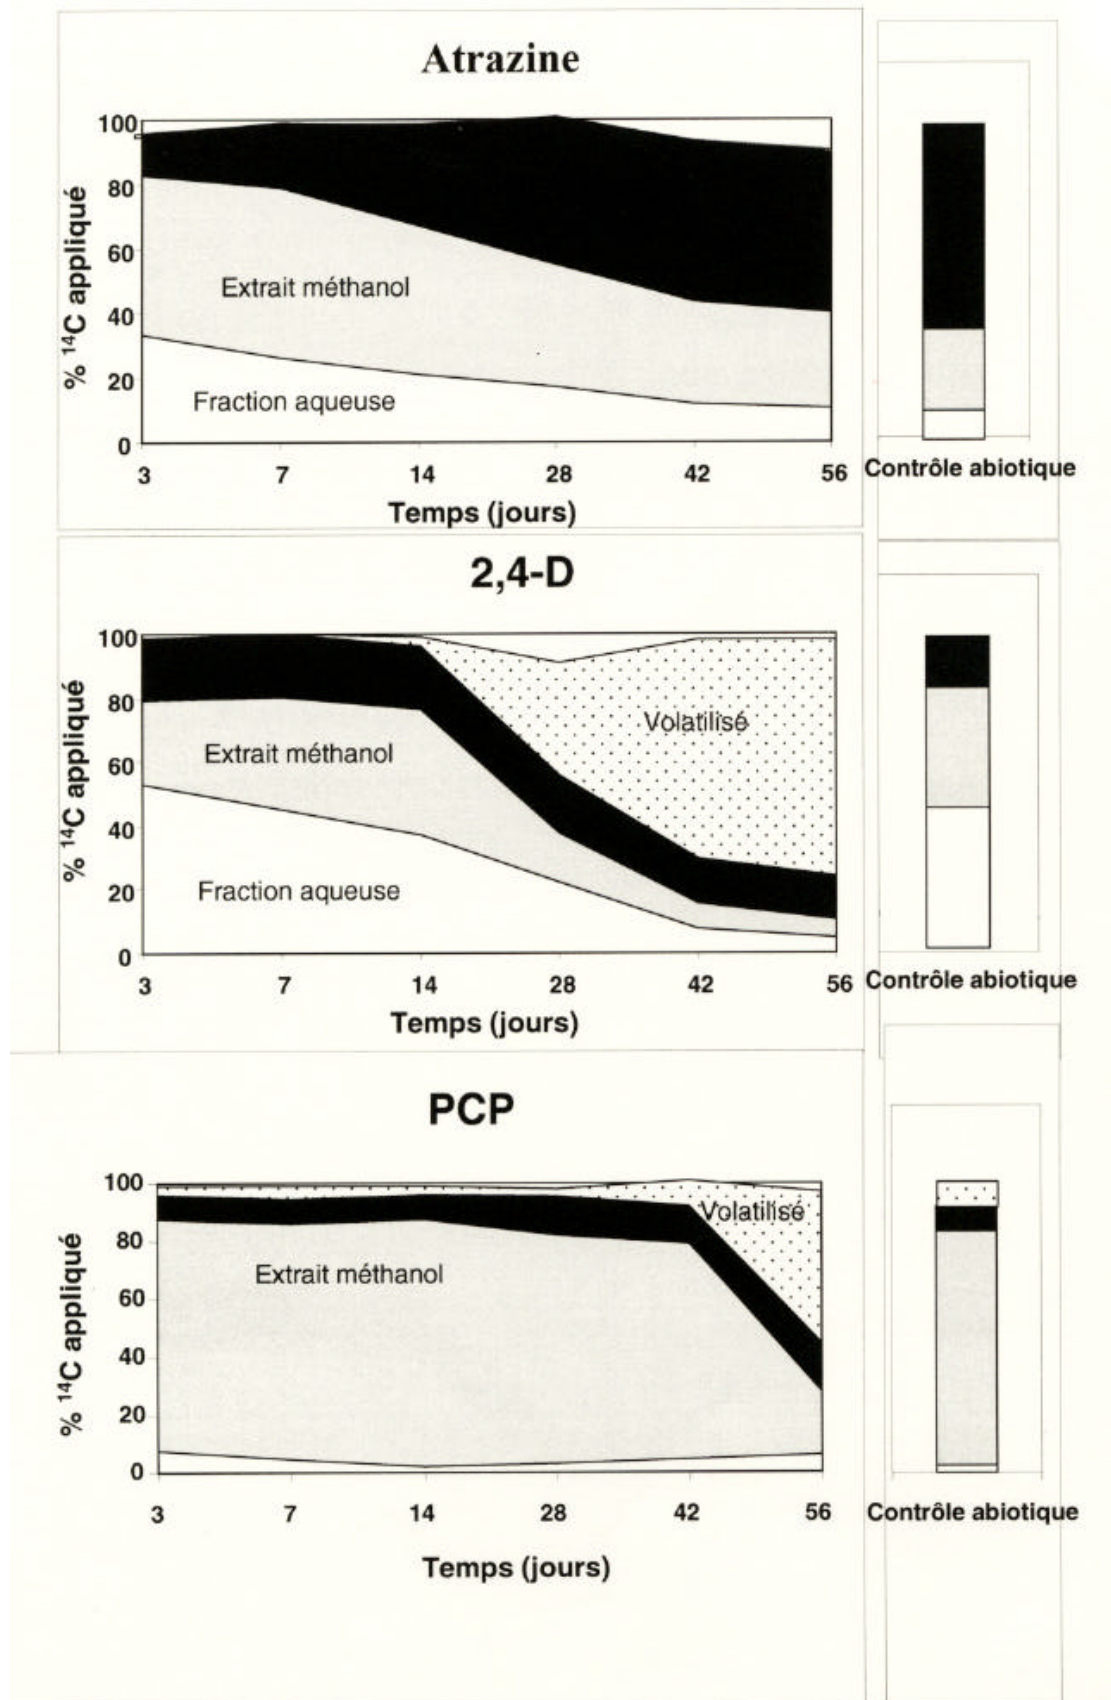 Atrazine
100
80
60
40
20
0
% ¹⁴C appliqué
Extrait méthanol
Fraction aqueuse
3 7 14 28 42 56
Temps (jours)
Contrôle abiotique
2,4-D
100
80
60
40
20
0
% ¹⁴C appliqué
Volatilisé
Extrait méthanol
Fraction aqueuse
3 7 14 28 42 56
Temps (jours)
Contrôle abiotique
PCP
100
80
60
40
20
0
% ¹⁴C appliqué
Volatilisé
Extrait méthanol
3 7 14 28 42 56
Temps (jours)
Contrôle abiotique